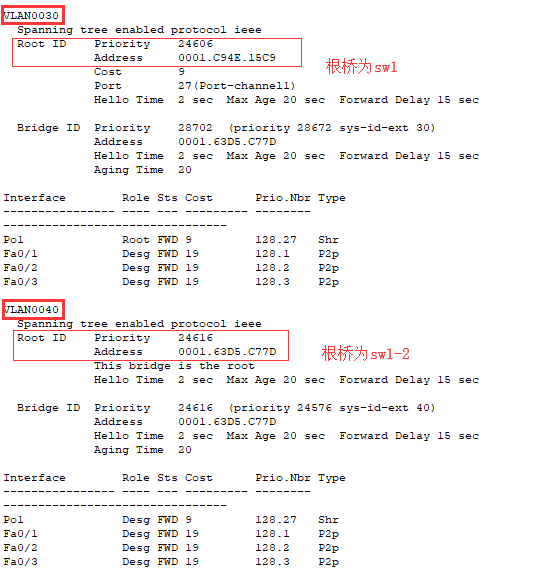 VLAN0030
Spanning tree enabled protocol ieee
Root ID    Priority    24606
Address     0001.C94E.15C9
根桥为sw1
Cost        9
Port        27(Port-channel1)
Hello Time  2 sec  Max Age 20 sec  Forward Delay 15 sec
Bridge ID  Priority    28702  (priority 28672 sys-id-ext 30)
Address     0001.63D5.C77D
Hello Time  2 sec  Max Age 20 sec  Forward Delay 15 sec
Aging Time  20
Interface        Role Sts Cost      Prio.Nbr Type
---------------- ---- --- --------- --------
--------------------------------
Po1              Root FWD 9         128.27   Shr
Fa0/1            Desg FWD 19        128.1    P2p
Fa0/2            Desg FWD 19        128.2    P2p
Fa0/3            Desg FWD 19        128.3    P2p
VLAN0040
Spanning tree enabled protocol ieee
Root ID    Priority    24616
Address     0001.63D5.C77D
根桥为sw1-2
This bridge is the root
Hello Time  2 sec  Max Age 20 sec  Forward Delay 15 sec
Bridge ID  Priority    24616  (priority 24576 sys-id-ext 40)
Address     0001.63D5.C77D
Hello Time  2 sec  Max Age 20 sec  Forward Delay 15 sec
Aging Time  20
Interface        Role Sts Cost      Prio.Nbr Type
---------------- ---- --- --------- --------
--------------------------------
Po1              Desg FWD 9         128.27   Shr
Fa0/1            Desg FWD 19        128.1    P2p
Fa0/2            Desg FWD 19        128.2    P2p
Fa0/3            Desg FWD 19        128.3    P2p